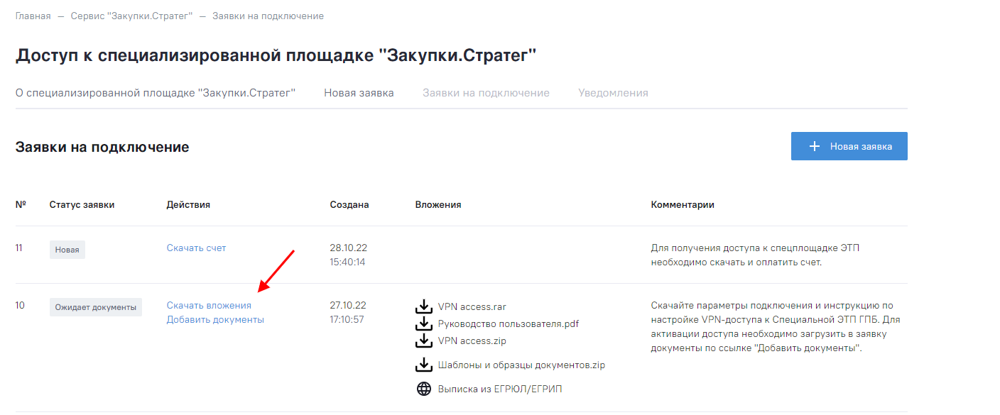 Главная — Сервис "Закупки.Стратег" — Заявки на подключение
Доступ к специализированной площадке "Закупки.Стратег"
О специализированной площадке "Закупки.Стратег" Новая заявка Заявки на подключение Уведомления
Заявки на подключение
+ Новая заявка
№ Статус заявки Действия Создана Вложения Комментарии
11 Новая Скачать счет 28.10.22 Для получения доступа к спецплощадке ЭТП
15:40:14 необходимо скачать и оплатить счет.
10 Ожидает документы Скачать вложения 27.10.22 VPN access.rar Скачайте параметры подключения и инструкцию по
Добавить документы 17:10:57 Руководство пользователя.pdf настройке VPN-доступа к Специальной ЭТП ГПБ. Для
VPN access.zip активации доступа необходимо загрузить в заявку
документы по ссылке "Добавить документы".
Шаблоны и образцы документов.zip
Выписка из ЕГРЮЛ/ЕГРИП